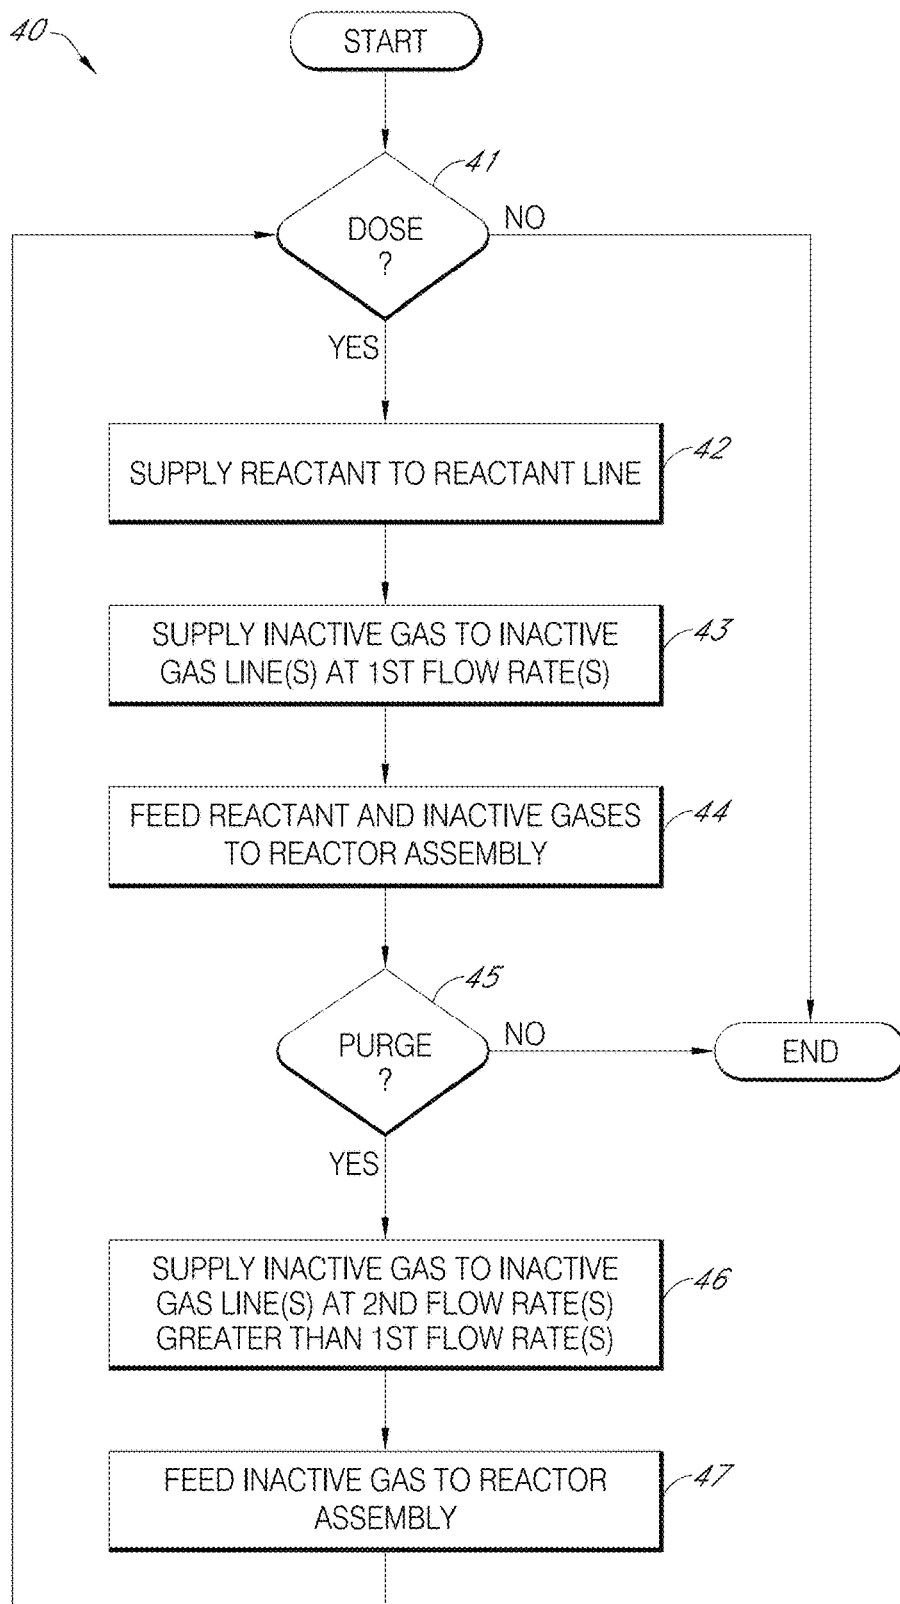 40
START
41
DOSE
?
NO
YES
SUPPLY REACTANT TO REACTANT LINE
42
SUPPLY INACTIVE GAS TO INACTIVE
GAS LINE(S) AT 1ST FLOW RATE(S)
43
FEED REACTANT AND INACTIVE GASES
TO REACTOR ASSEMBLY
44
45
PURGE
?
NO
END
YES
SUPPLY INACTIVE GAS TO INACTIVE
GAS LINE(S) AT 2ND FLOW RATE(S)
GREATER THAN 1ST FLOW RATE(S)
46
FEED INACTIVE GAS TO REACTOR
ASSEMBLY
47